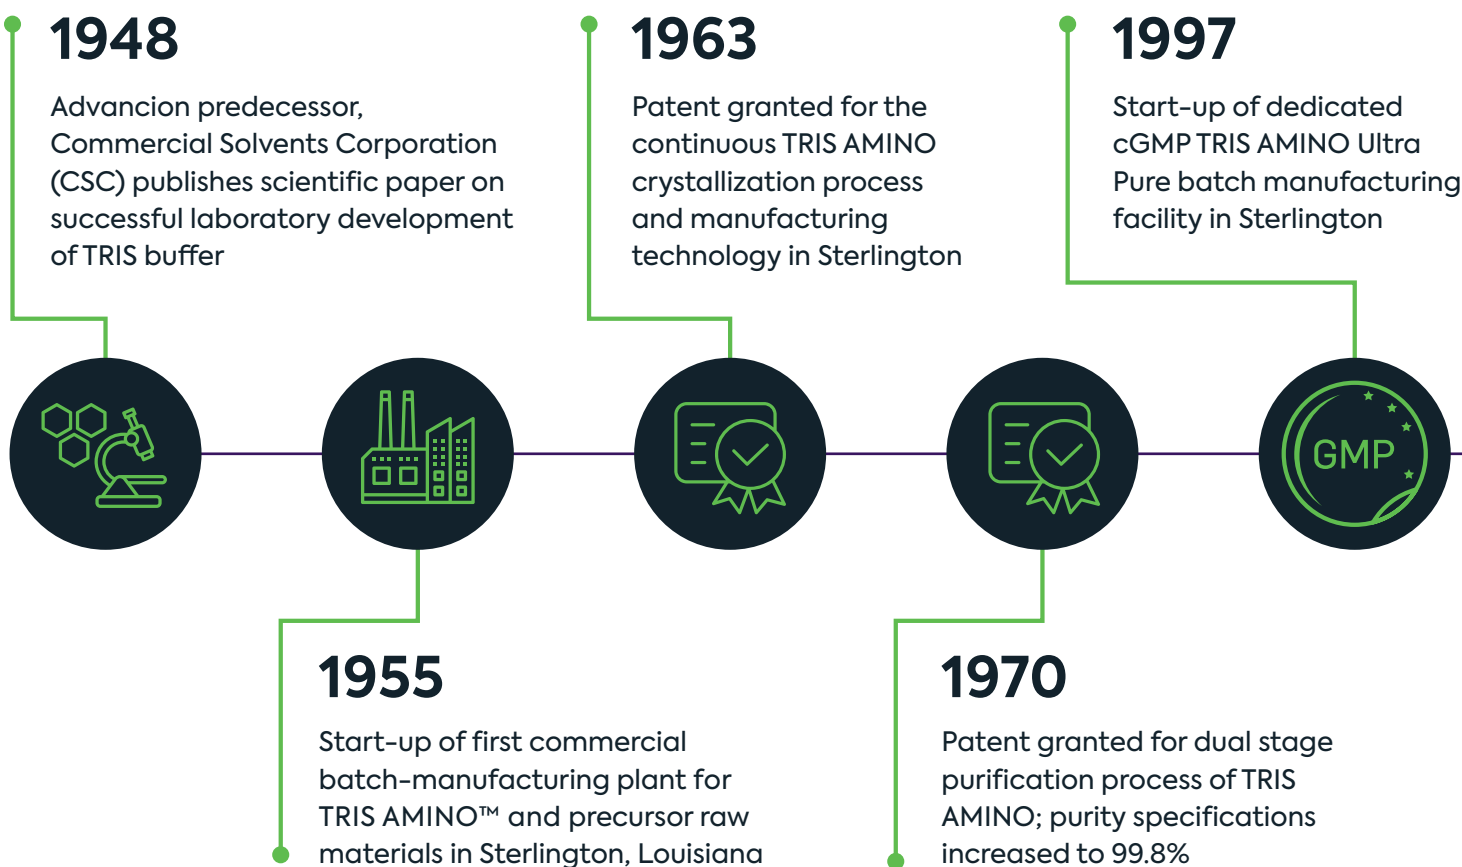 1948
Advancion predecessor,
Commercial Solvents Corporation
(CSC) publishes scientific paper on
successful laboratory development
of TRIS buffer
1963
Patent granted for the
continuous TRIS AMINO
crystallization process
and manufacturing
technology in Sterlington
1997
Start-up of dedicated
cGMP TRIS AMINO Ultra
Pure batch manufacturing
facility in Sterlington
GMP
1955
Start-up of first commercial
batch-manufacturing plant for
TRIS AMINO™ and precursor raw
materials in Sterlington, Louisiana
1970
Patent granted for dual stage
purification process of TRIS
AMINO; purity specifications
increased to 99.8%